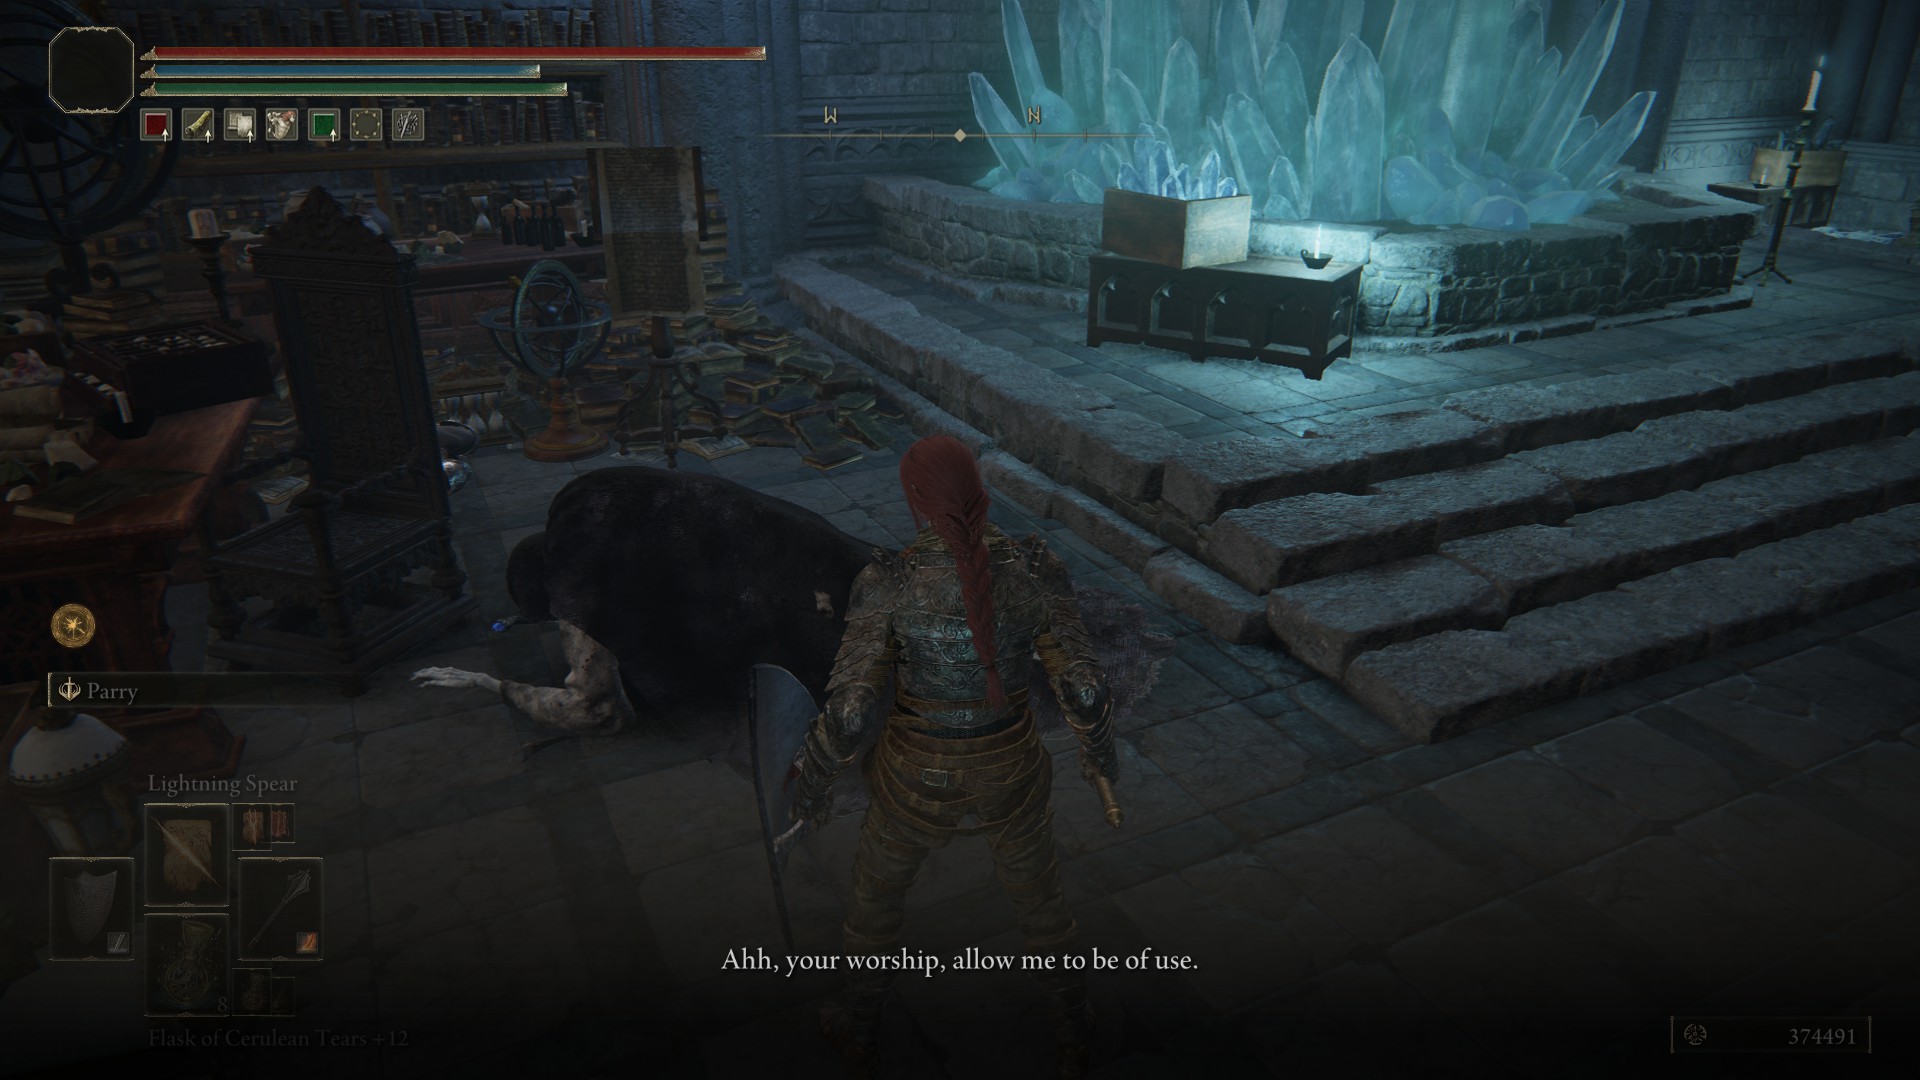 W
N
Parry
Lightning Spear
8
Flask of Cerulean Tears +12
Ahh, your worship, allow me to be of use.
374491